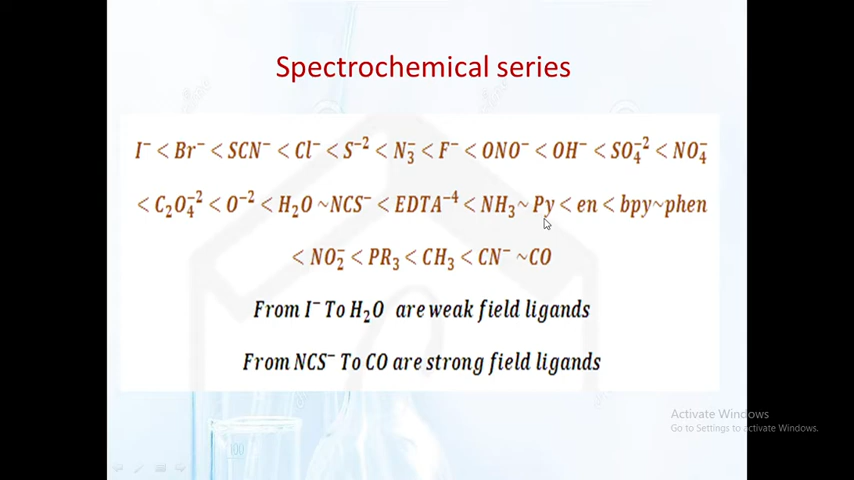 Spectrochemical series
I⁻ < Br⁻ < SCN⁻ < Cl⁻ < S⁻² < N₃⁻ < F⁻ < ONO⁻ < OH⁻ < SO₄⁻² < NO₄⁻
< C₂O₄⁻² < O⁻² < H₂O ~NCS⁻ < EDTA⁻⁴ < NH₃~ Py < en < bpy~phen
< NO₂⁻ < PR₃ < CH₃ < CN⁻ ~CO
From I⁻ To H₂O are weak field ligands
From NCS⁻ To CO are strong field ligands
Activate Windows
Go to Settings to activate Windows.
100